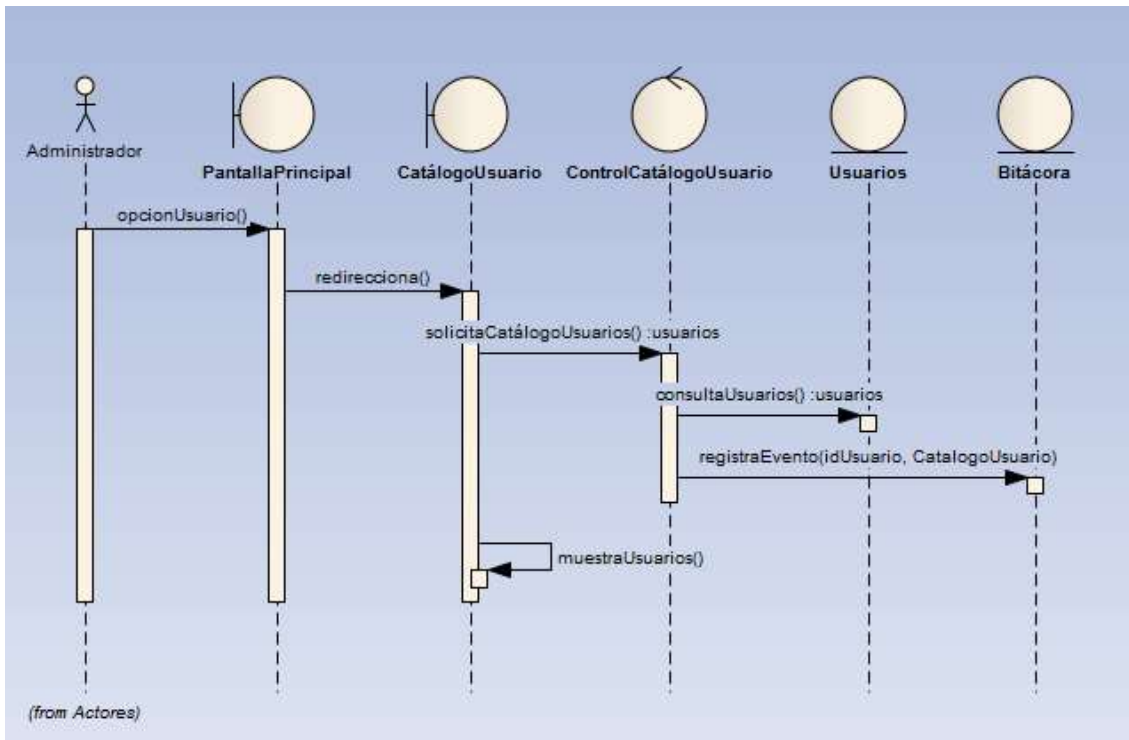 Administrador
PantallaPrincipal
CatálogoUsuario
ControlCatálogoUsuario
Usuarios
Bitácora
opcionUsuario()
redirecciona()
solicitaCatálogoUsuarios() :usuarios
consultaUsuarios() :usuarios
registraEvento(idUsuario, CatalogoUsuario)
muestraUsuarios()
(from Actores)